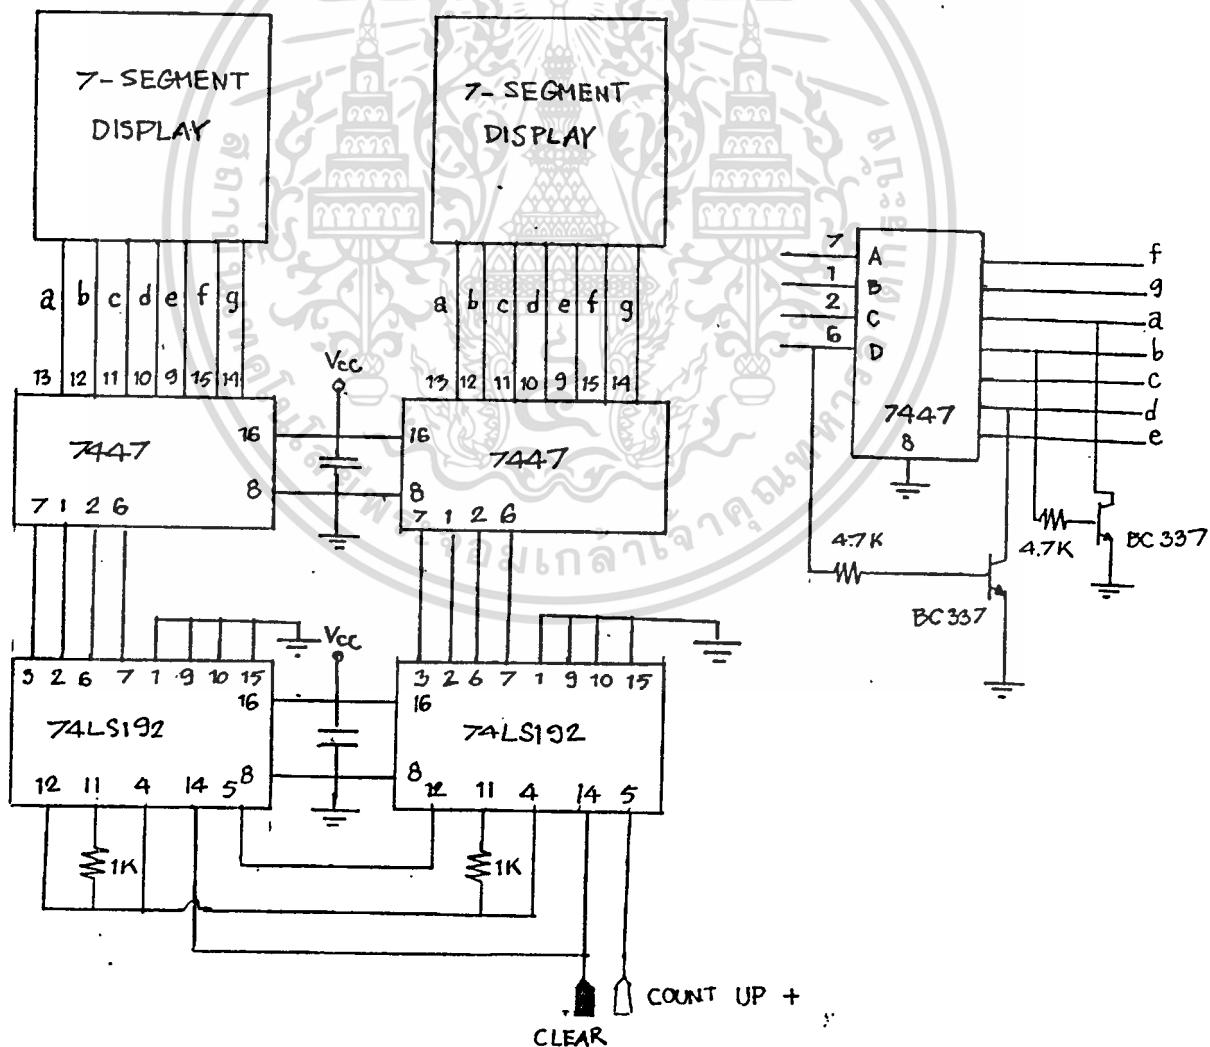 7-SEGMENT
DISPLAY
7-SEGMENT
DISPLAY
a b c d e f g
a b c d e f g
13 12 11 10 9 15 14
13 12 11 10 9 15 14
Vcc
7447
16
8
7 1 2 6
16
7447
8
7 1 2 6
Vcc
3 2 6 7 1 9 10 15
16
74LS192
8
12 11 4 14 5
3 2 6 7 1 9 10 15
16
74LS192
8
12 11 4 14 5
1K
1K
CLEAR
COUNT UP +
7 A
1 B
2 C
6 D
7447
8
f
g
a
b
c
d
e
4.7K
4.7K
BC 337
BC 337